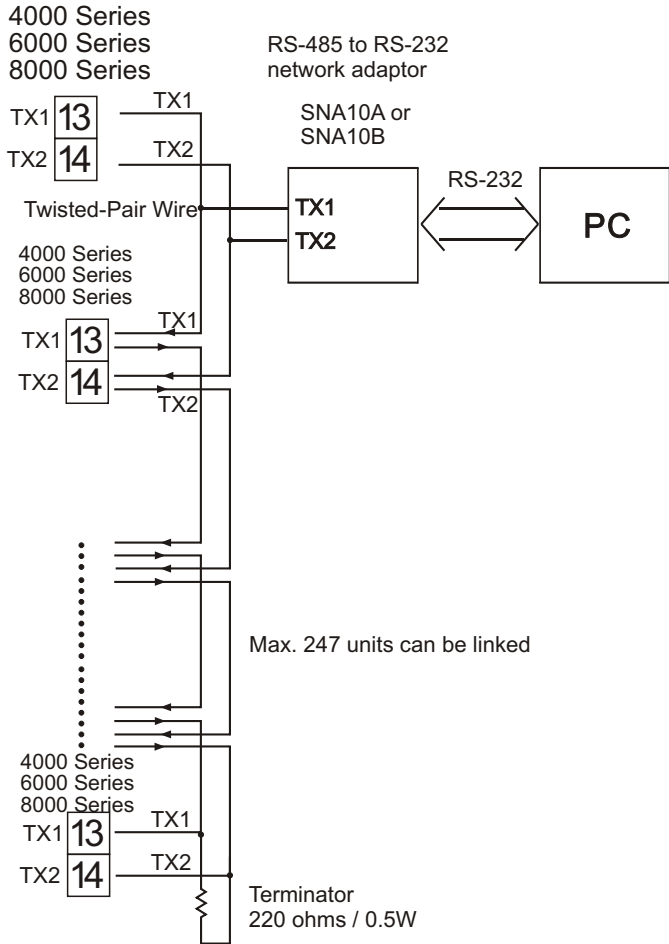 4000 Series
6000 Series
8000 Series
RS-485 to RS-232
network adaptor
SNA10A or
SNA10B
TX1 13 TX1
TX2 14 TX2
RS-232
TX1
TX2
PC
Twisted-Pair Wire
4000 Series
6000 Series
8000 Series
TX1 13 TX1
TX2 14
TX2
Max. 247 units can be linked
4000 Series
6000 Series
8000 Series
TX1 13 TX1
TX2 14 TX2
Terminator
220 ohms / 0.5W